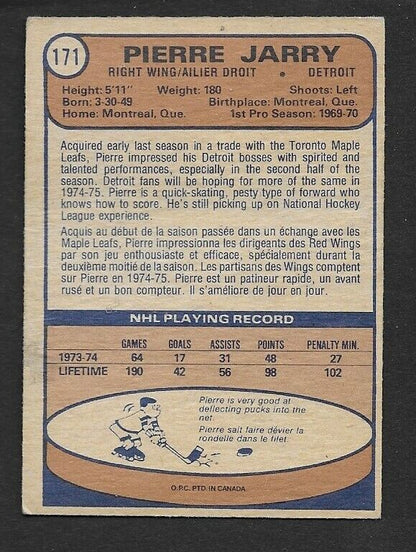 171
PIERRE JARRY
RIGHT WING/AILIER DROIT • DETROIT
Height: 5'11" Weight: 180 Shoots: Left
Born: 3-30-49 Birthplace: Montreal, Que.
Home: Montreal, Que. 1st Pro Season: 1969-70
Acquired early last season in a trade with the Toronto Maple
Leafs, Pierre impressed his Detroit bosses with spirited and
talented performances, especially in the second half of the
season. Detroit fans will be hoping for more of the same in
1974-75. Pierre is a quick-skating, pesty type of forward who
knows how to score. He's still picking up on National Hockey
League experience.
Acquis au début de la saison passée dans un échange avec les
Maple Leafs, Pierre impressionna les dirigeants des Red Wings
par son jeu enthousiaste et efficace, spécialement durant la
deuxième moitié de la saison. Les partisans des Wings comptent
sur Pierre en 1974-75. Pierre est un patineur rapide, un avant
rusé et un bon compteur. Il s'améliore de jour en jour.
NHL PLAYING RECORD
GAMES GOALS ASSISTS POINTS PENALTY MIN.
1973-74 64 17 31 48 27
LIFETIME 190 42 56 98 102
Pierre is very good at
deflecting pucks into the
net.
Pierre sait faire dévier la
rondelle dans le filet.
O.P.C. PTD. IN CANADA.